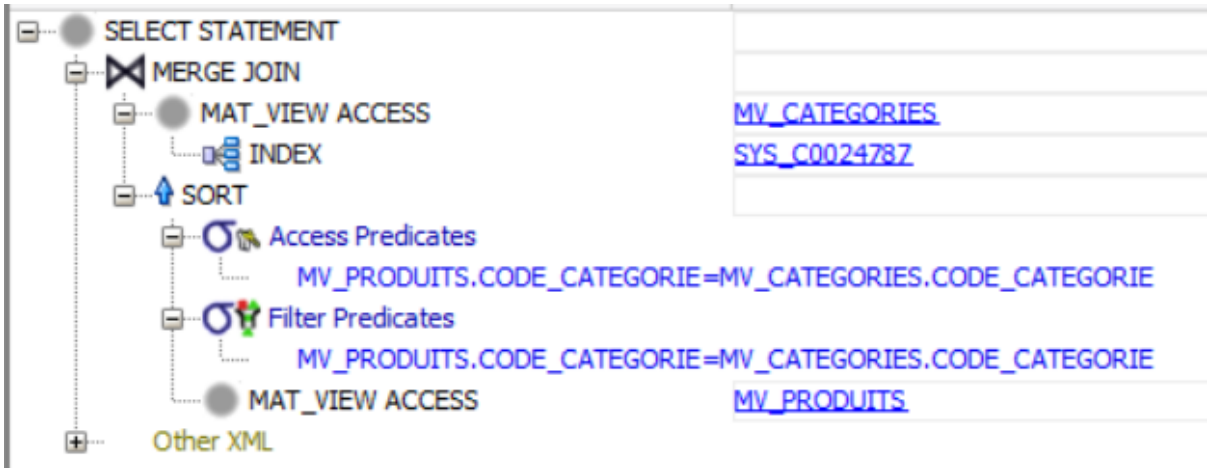 SELECT STATEMENT
MERGE JOIN
MAT_VIEW ACCESS MV_CATEGORIES
INDEX SYS_C0024787
SORT
Access Predicates
MV_PRODUITS.CODE_CATEGORIE=MV_CATEGORIES.CODE_CATEGORIE
Filter Predicates
MV_PRODUITS.CODE_CATEGORIE=MV_CATEGORIES.CODE_CATEGORIE
MAT_VIEW ACCESS MV_PRODUITS
Other XML